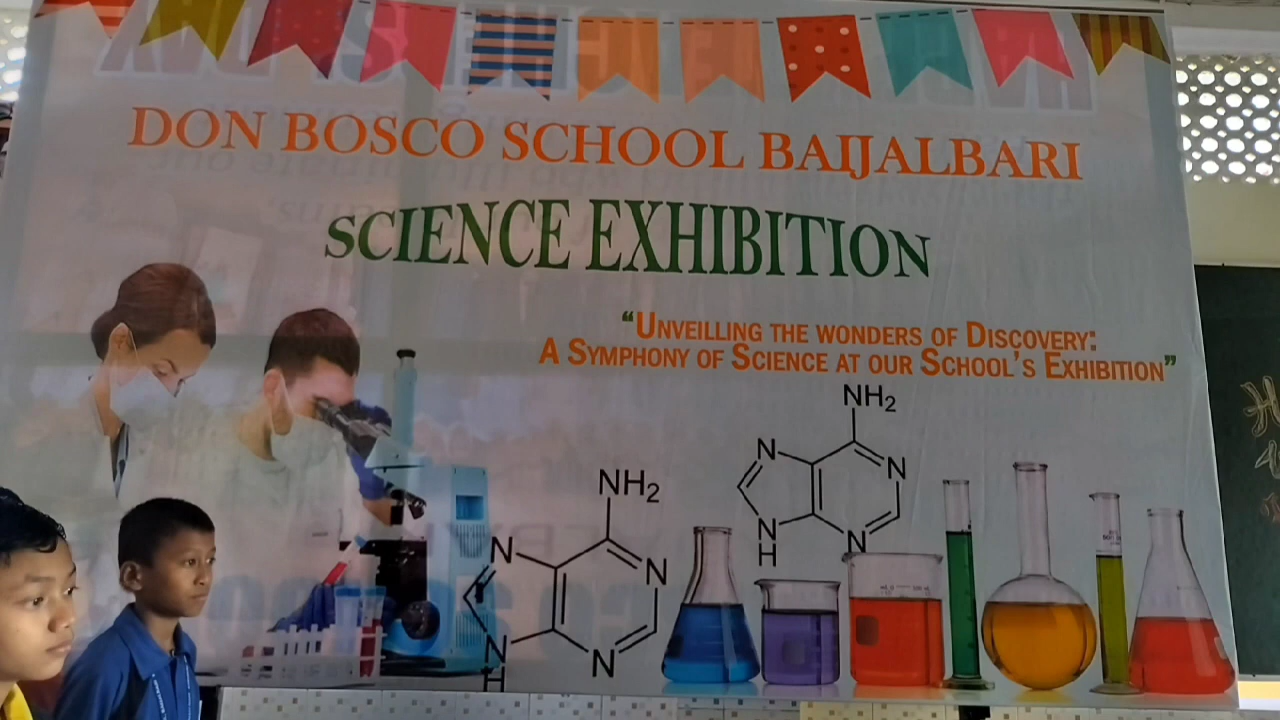 DON BOSCO SCHOOL BAIJALBARI
SCIENCE EXHIBITION
“UNVEILLING THE WONDERS OF DISCOVERY:
A SYMPHONY OF SCIENCE AT OUR SCHOOL’S EXHIBITION”
NH₂
N
N
N
H
N
NH₂
N
N
N
H
N